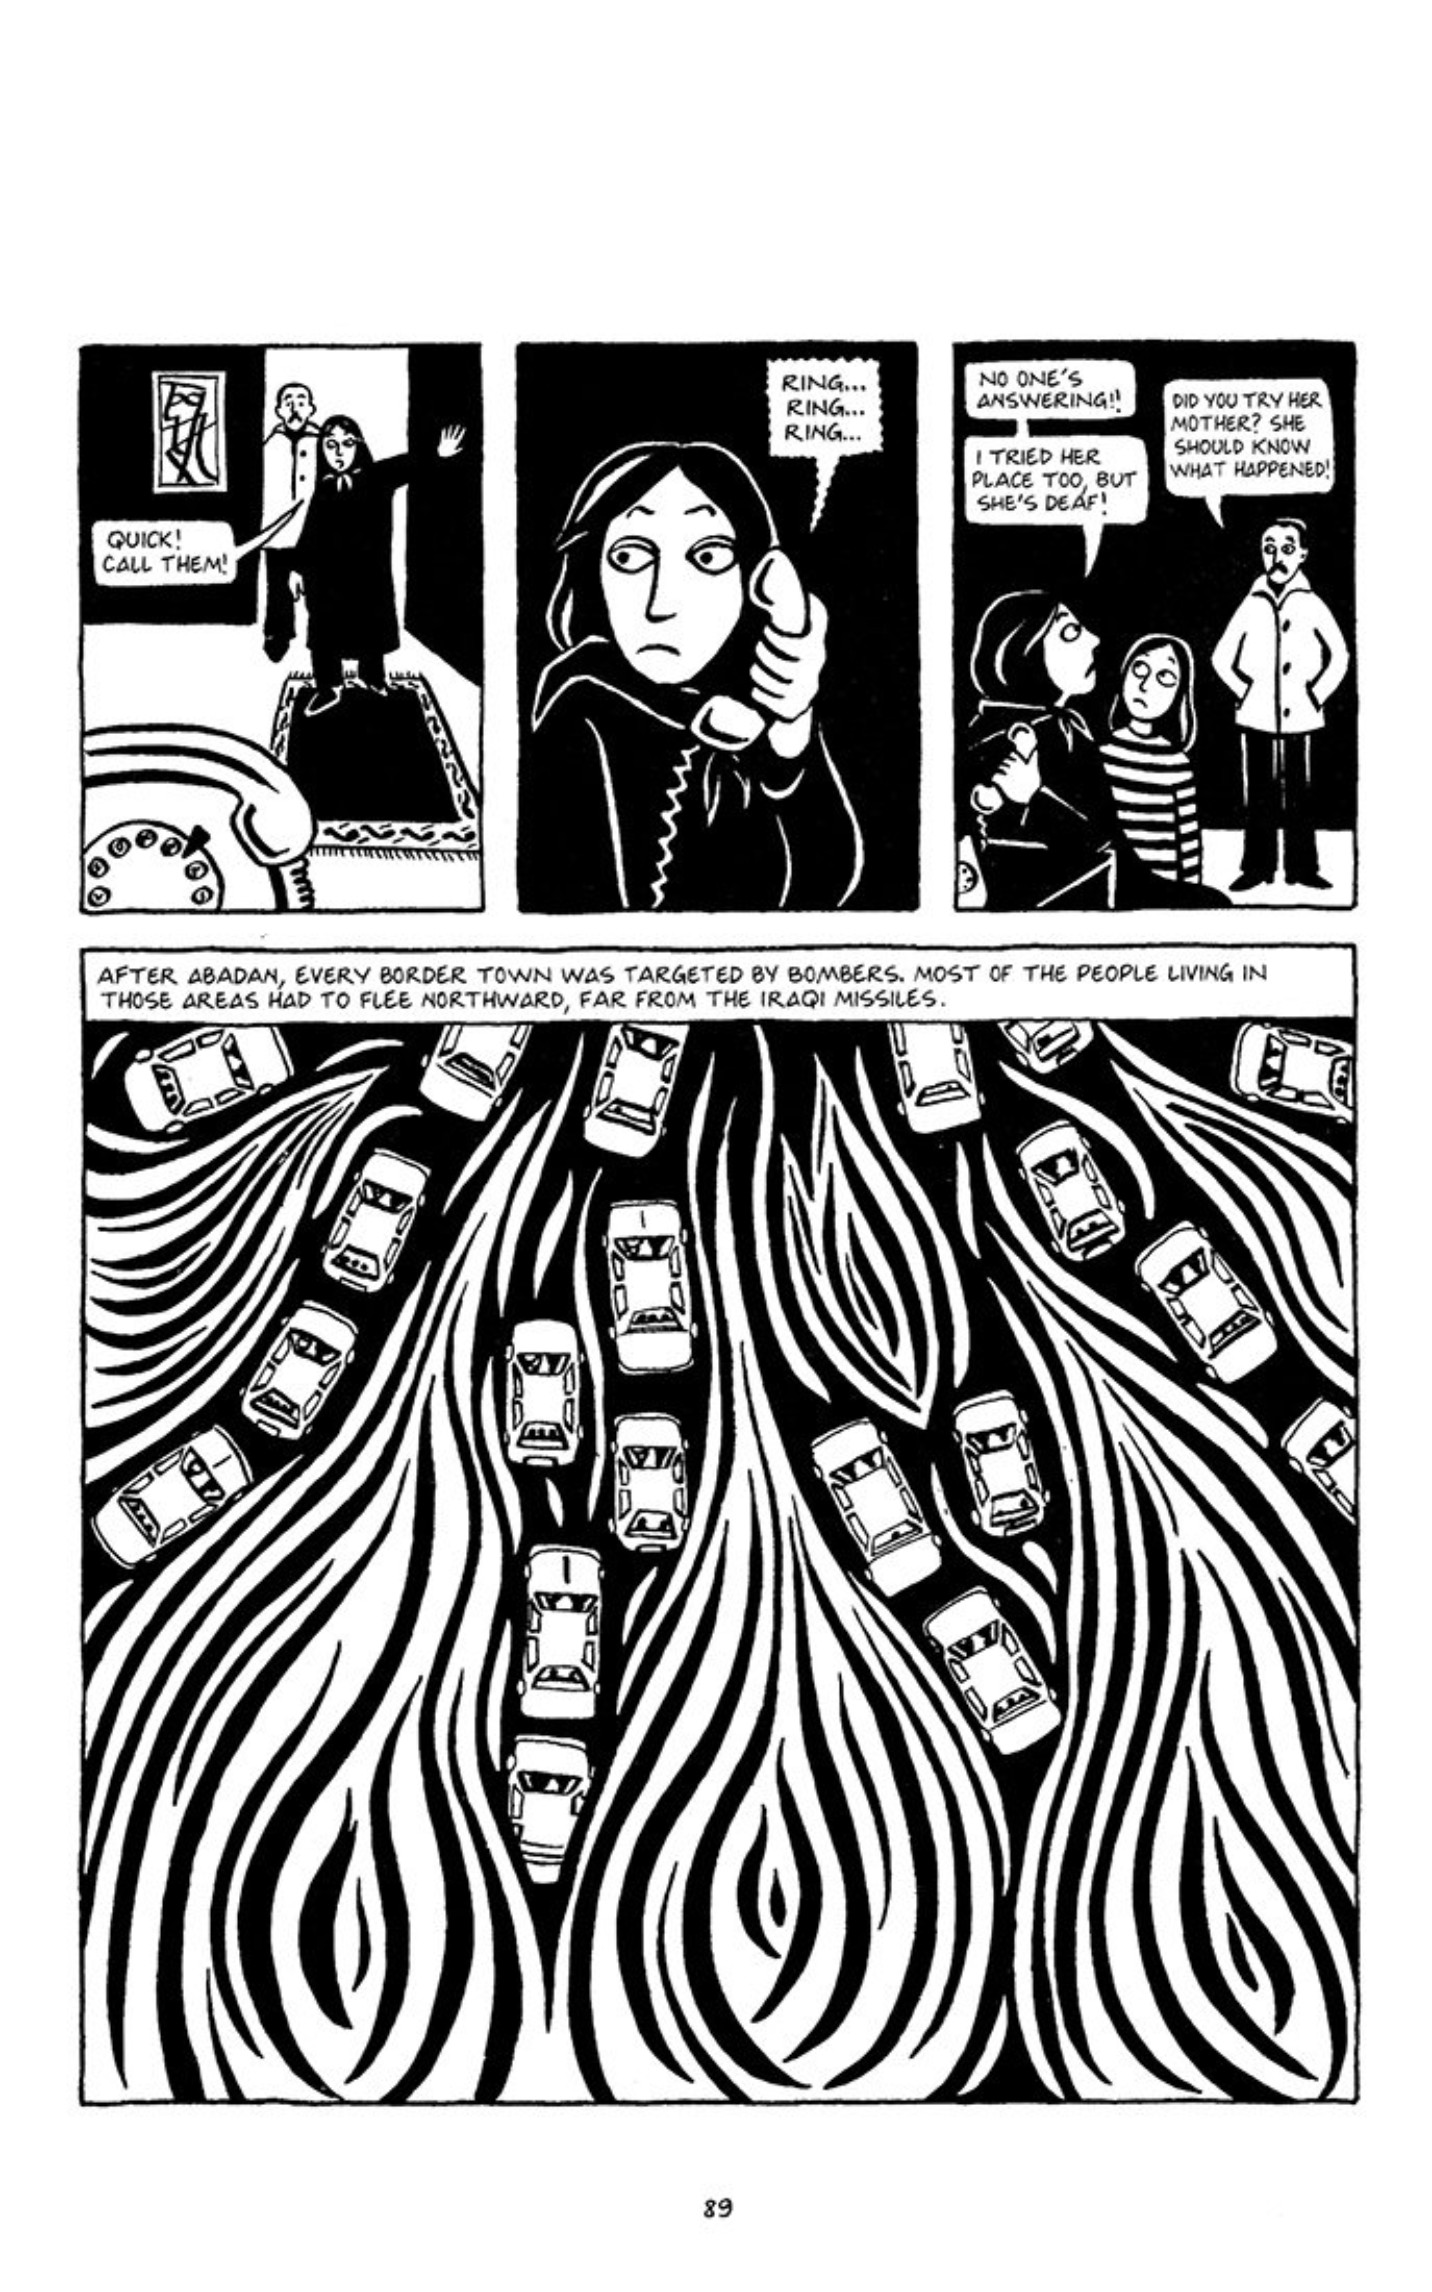 QUICK!
CALL THEM!
RING...
RING...
RING...
NO ONE'S
ANSWERING!!
I TRIED HER
PLACE TOO, BUT
SHE'S DEAF!
DID YOU TRY HER
MOTHER? SHE
SHOULD KNOW
WHAT HAPPENED!
AFTER ABADAN, EVERY BORDER TOWN WAS TARGETED BY BOMBERS. MOST OF THE PEOPLE LIVING IN
THOSE AREAS HAD TO FLEE NORTHWARD, FAR FROM THE IRAQI MISSILES.
89